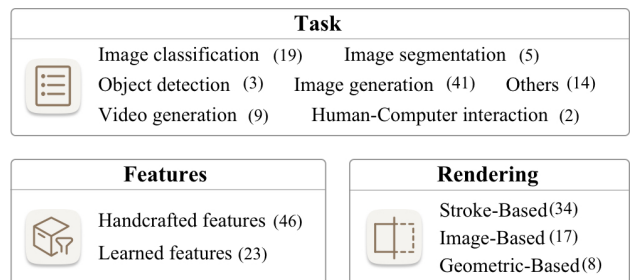 Task
Image classification (19) Image segmentation (5)
Object detection (3) Image generation (41) Others (14)
Video generation (9) Human-Computer interaction (2)
Features
Handcrafted features (46)
Learned features (23)
Rendering
Stroke-Based(34)
Image-Based (17)
Geometric-Based(8)